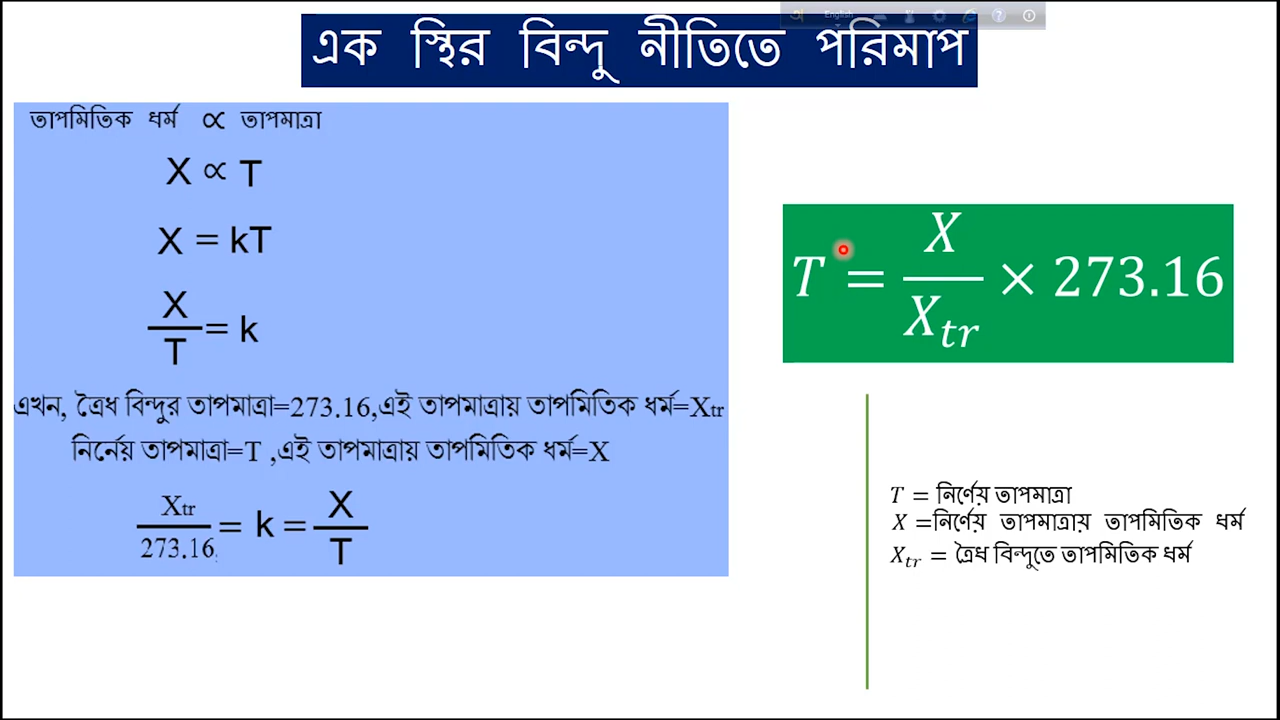 English
এক স্থির বিন্দু নীতিতে পরিমাপ
তাপমিতিক ধর্ম ∝ তাপমাত্রা
X ∝ T
X = kT
X/T = k
এখন, ত্রৈধ বিন্দুর তাপমাত্রা=273.16,এই তাপমাত্রায় তাপমিতিক ধর্ম=Xtr
নির্নেয় তাপমাত্রা=T ,এই তাপমাত্রায় তাপমিতিক ধর্ম=X
Xtr/273.16 = k = X/T
T = X/Xtr × 273.16
T = নির্ণেয় তাপমাত্রা
X =নির্ণেয় তাপমাত্রায় তাপমিতিক ধর্ম
Xtr = ত্রৈধ বিন্দুতে তাপমিতিক ধর্ম